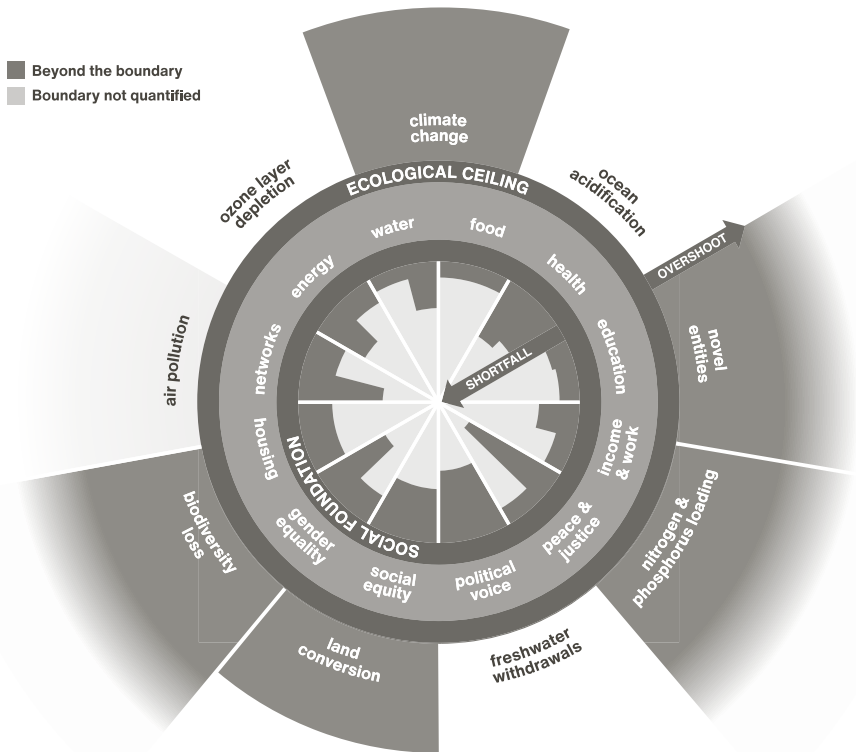 Beyond the boundary
Boundary not quantified
climate
change
ECOLOGICAL CEILING
ozone layer
depletion
ocean
acidification
OVERSHOOT
water
food
energy
health
networks
education
SHORTFALL
air pollution
novel
entities
housing
income
& work
SOCIAL FOUNDATION
gender
equality
peace &
justice
social
equity
political
voice
biodiversity
loss
nitrogen &
phosphorus loading
land
conversion
freshwater
withdrawals